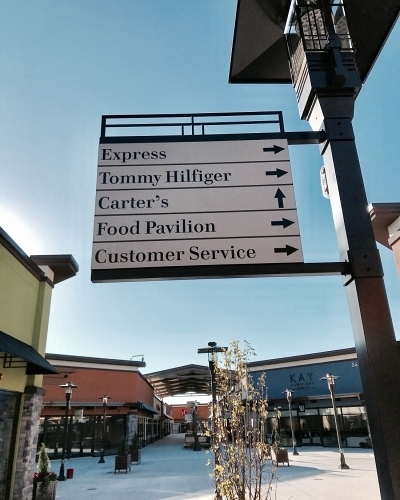 Express
Tommy Hilfiger
Carter's
Food Pavilion
Customer Service
KAY